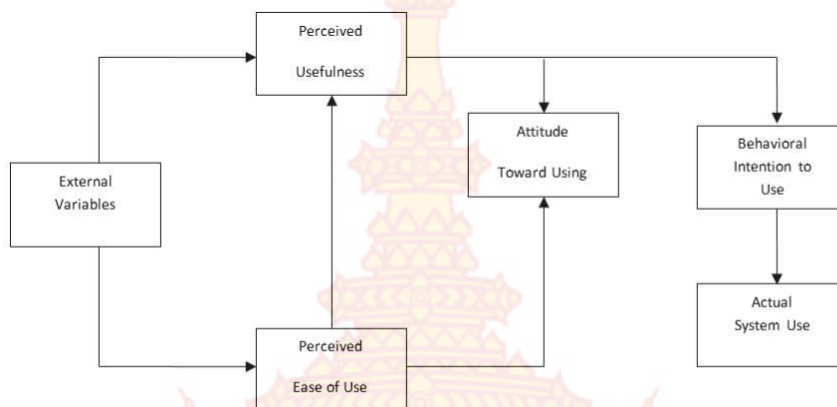 Perceived
Usefulness
Attitude
Toward Using
Behavioral
Intention to
Use
External
Variables
Actual
System Use
Perceived
Ease of Use